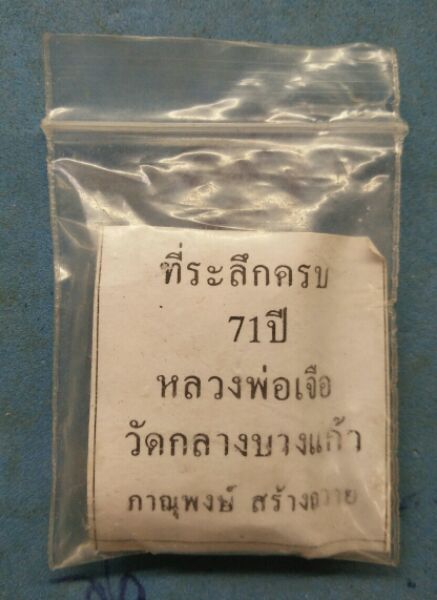 ที่ระลึกครบ
71ปี
หลวงพ่อเจือ
วัดกลางบางแก้ว
ภาณุพงษ์ สร้างถวาย